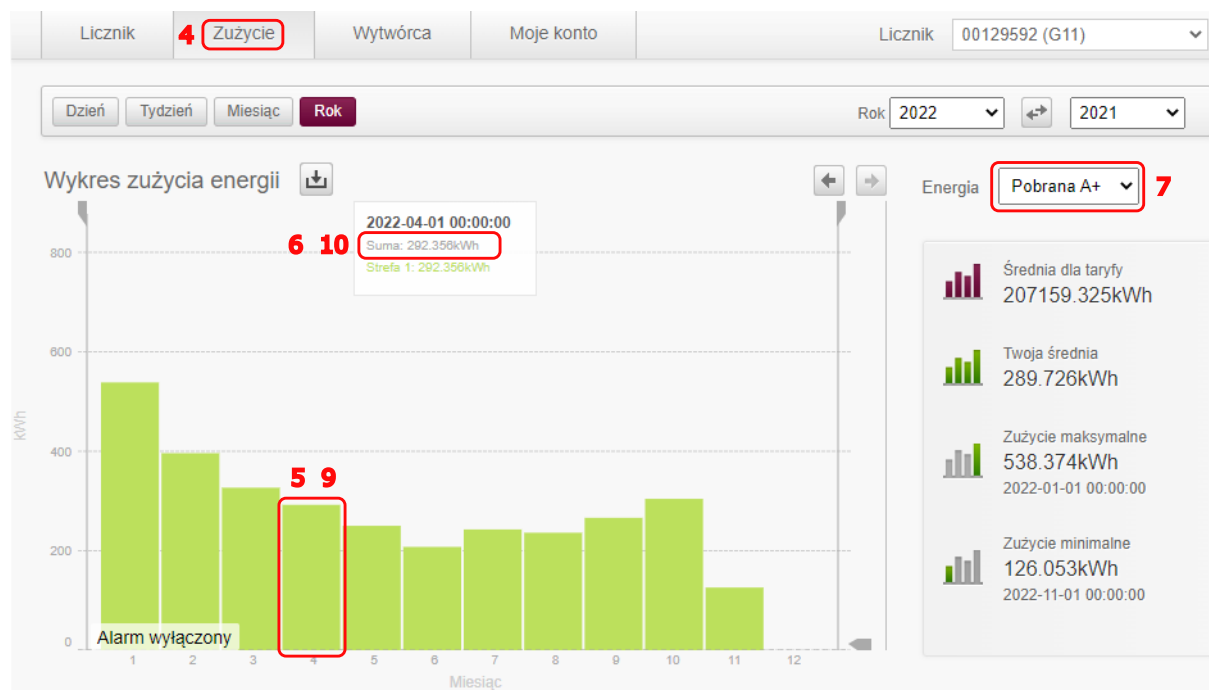 Licznik 4 Zużycie Wytwórca Moje konto Licznik 00129592 (G11)
Dzień Tydzień Miesiąc Rok Rok 2022 2021
Wykres zużycia energii Energia Pobrana A+ 7
2022-04-01 00:00:00
6 10 Suma: 292.356kWh
Strefa 1: 292.356kWh
800
600
400
200
0
kWh
5 9
Alarm wyłączony
1 2 3 4 5 6 7 8 9 10 11 12
Miesiąc
Średnia dla taryfy
207159.325kWh
Twoja średnia
289.726kWh
Zużycie maksymalne
538.374kWh
2022-01-01 00:00:00
Zużycie minimalne
126.053kWh
2022-11-01 00:00:00